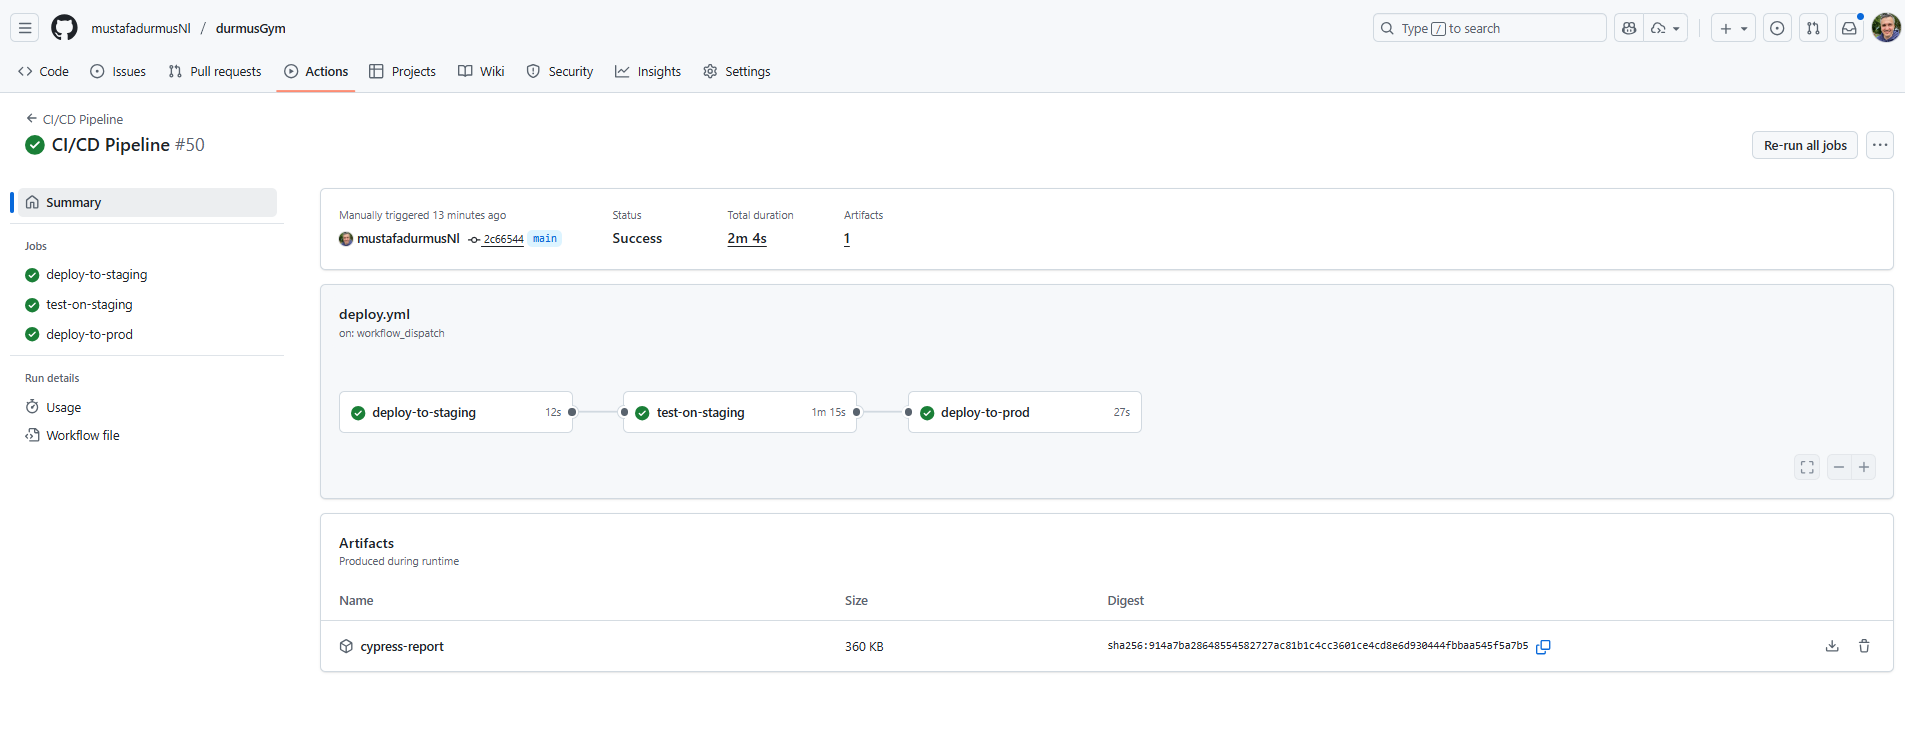 mustafadurmusNl / durmusGym
Type / to search
Code Issues Pull requests Actions Projects Wiki Security Insights Settings
CI/CD Pipeline
CI/CD Pipeline #50
Re-run all jobs
Summary
Jobs
deploy-to-staging
test-on-staging
deploy-to-prod
Run details
Usage
Workflow file
Manually triggered 13 minutes ago
mustafadurmusNl 2c66544 main
Status
Success
Total duration
2m 4s
Artifacts
1
deploy.yml
on: workflow_dispatch
deploy-to-staging 12s
test-on-staging 1m 15s
deploy-to-prod 27s
Artifacts
Produced during runtime
Name Size Digest
cypress-report 360 KB sha256:914a7ba28648554582727ac81b1c4cc3601ce4cd8e6d930444fbbaa545f5a7b5